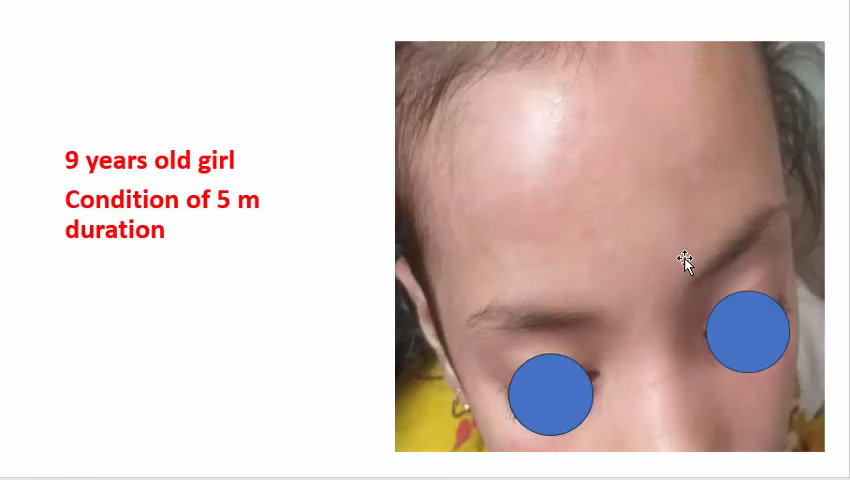 9 years old girl
Condition of 5 m
duration